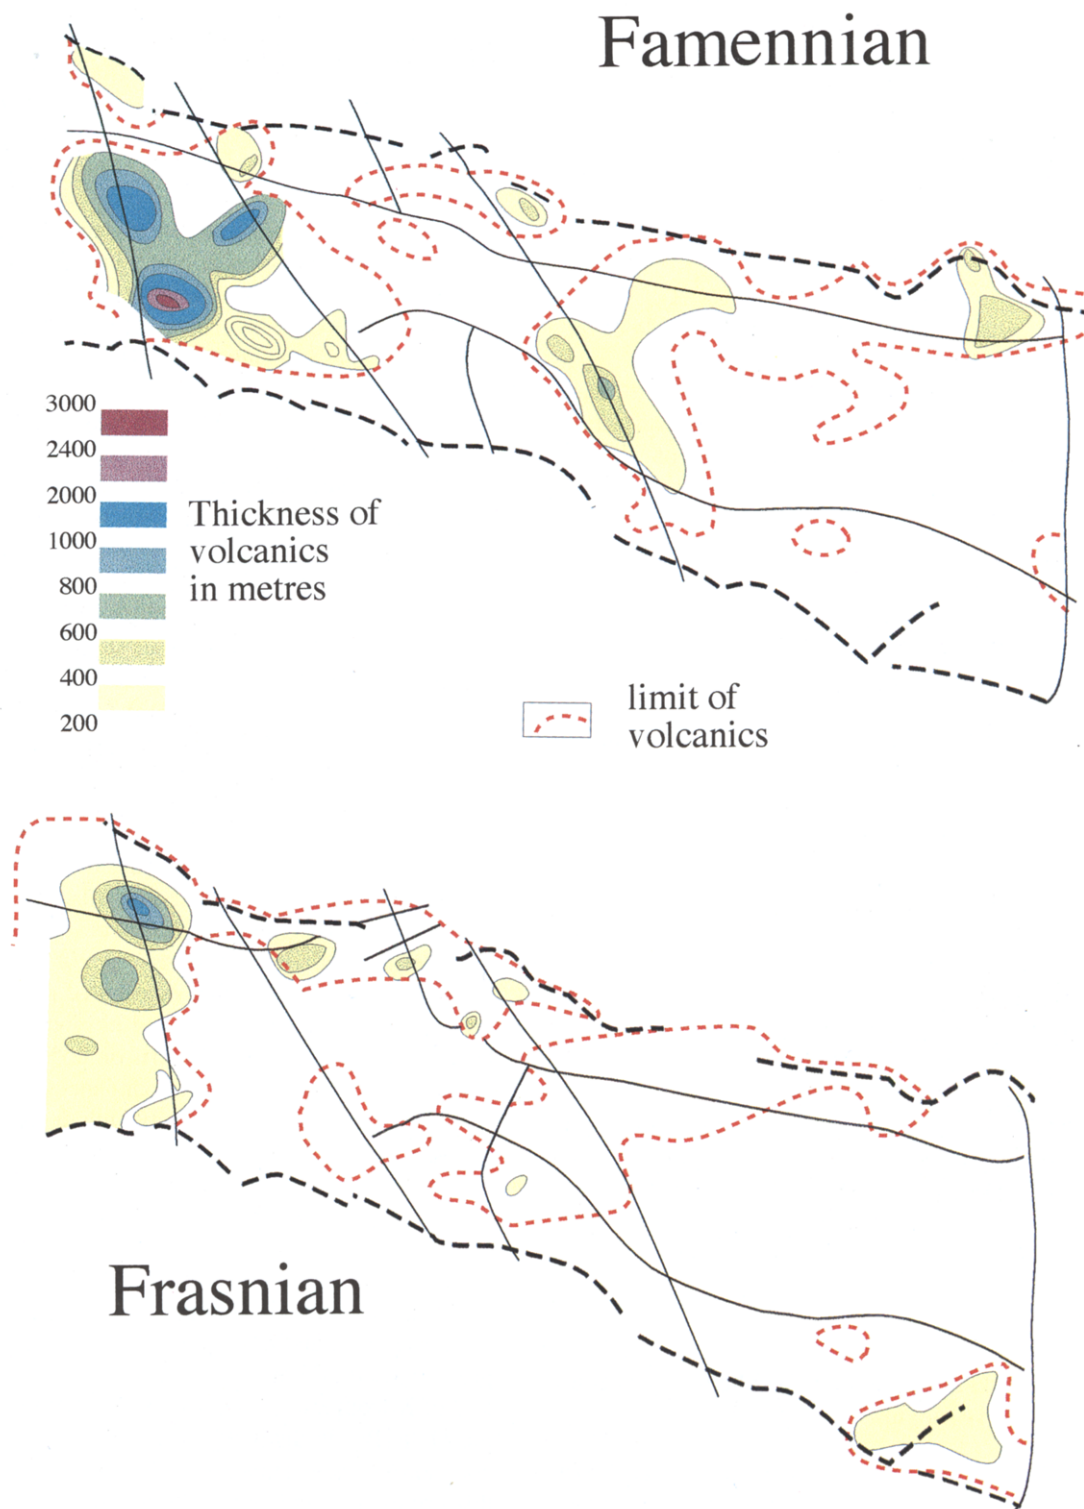 Famennian
3000
2400
2000
1000
800
600
400
200
Thickness of
volcanics
in metres
limit of
volcanics
Frasnian